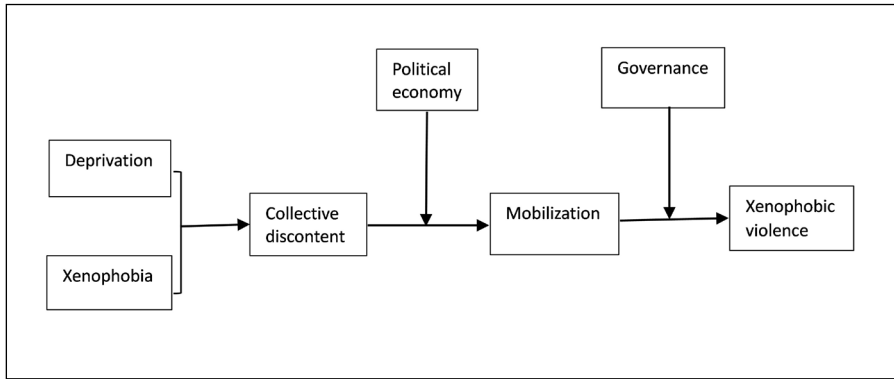 Political
economy
Governance
Deprivation
Collective
discontent
Mobilization
Xenophobic
violence
Xenophobia